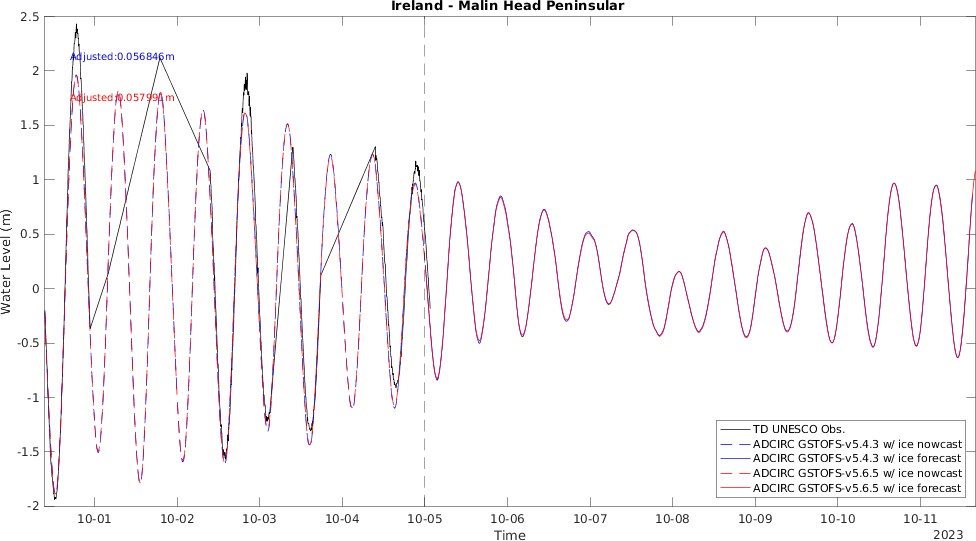 Ireland - Malin Head Peninsular
2.5
2
1.5
1
0.5
0
-0.5
-1
-1.5
-2
Water Level (m)
Adjusted:0.056846m
Adjusted:0.057991m
TD UNESCO Obs.
ADCIRC GSTOFS-v5.4.3 w/ ice nowcast
ADCIRC GSTOFS-v5.4.3 w/ ice forecast
ADCIRC GSTOFS-v5.6.5 w/ ice nowcast
ADCIRC GSTOFS-v5.6.5 w/ ice forecast
10-01 10-02 10-03 10-04 10-05 10-06 10-07 10-08 10-09 10-10 10-11
Time
2023